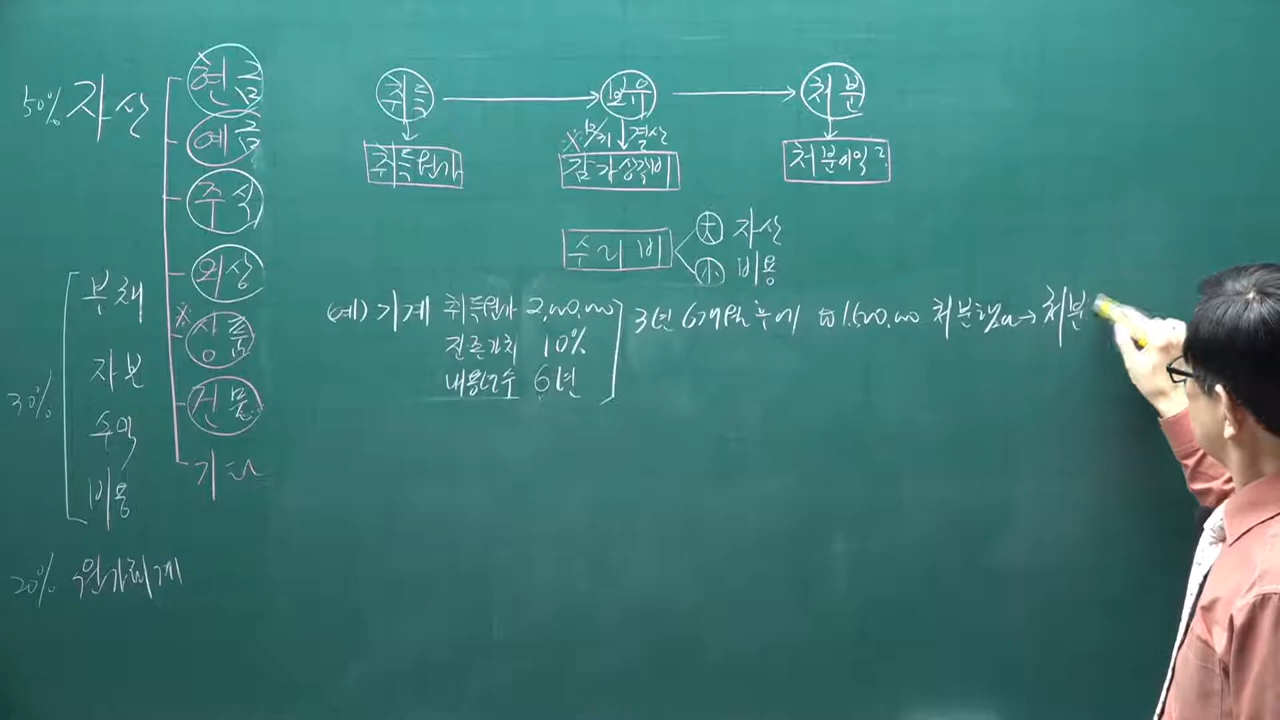 50% 자산
현금
예금
주식
외상
※ 상품
건물
기타
부채
자본
수익
비용
30%
20% 원가회계
취득 → 보유 → 처분
취득원가
※ 12/31 결산
감가상각비
처분이익?
수리비
大 자산
小 비용
(예) 기계 취득원가 2,000,000
잔존가치 10%
내용연수 6년
3년 6개월 후에 ₩1,500,000 처분했다 → 처분